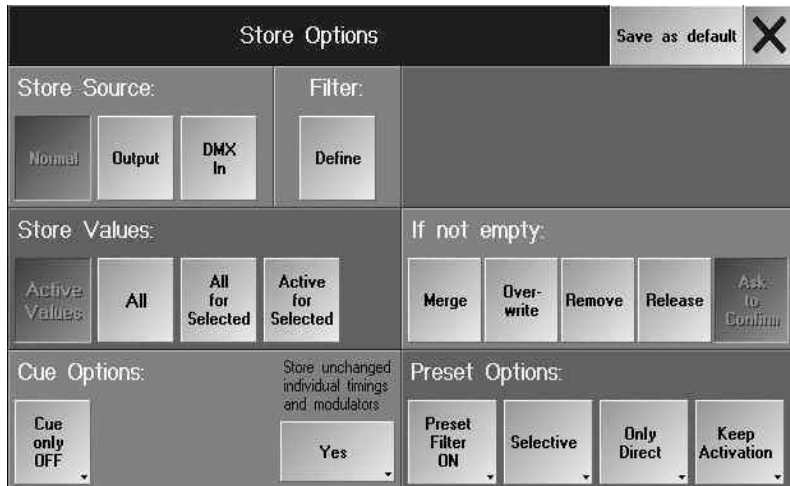 Store Options
Save as default
Store Source:
Filter:
Normal
Output
DMX
In
Define
Store Values:
If not empty:
Active
Values
All
All
for
Selected
Active
for
Selected
Merge
Over-
write
Remove
Release
Ask
to
Confirm
Cue Options:
Store unchanged
individual timings
and modulators
Preset Options:
Cue
only
OFF
Yes
Preset
Filter
ON
Selective
Only
Direct
Keep
Activation